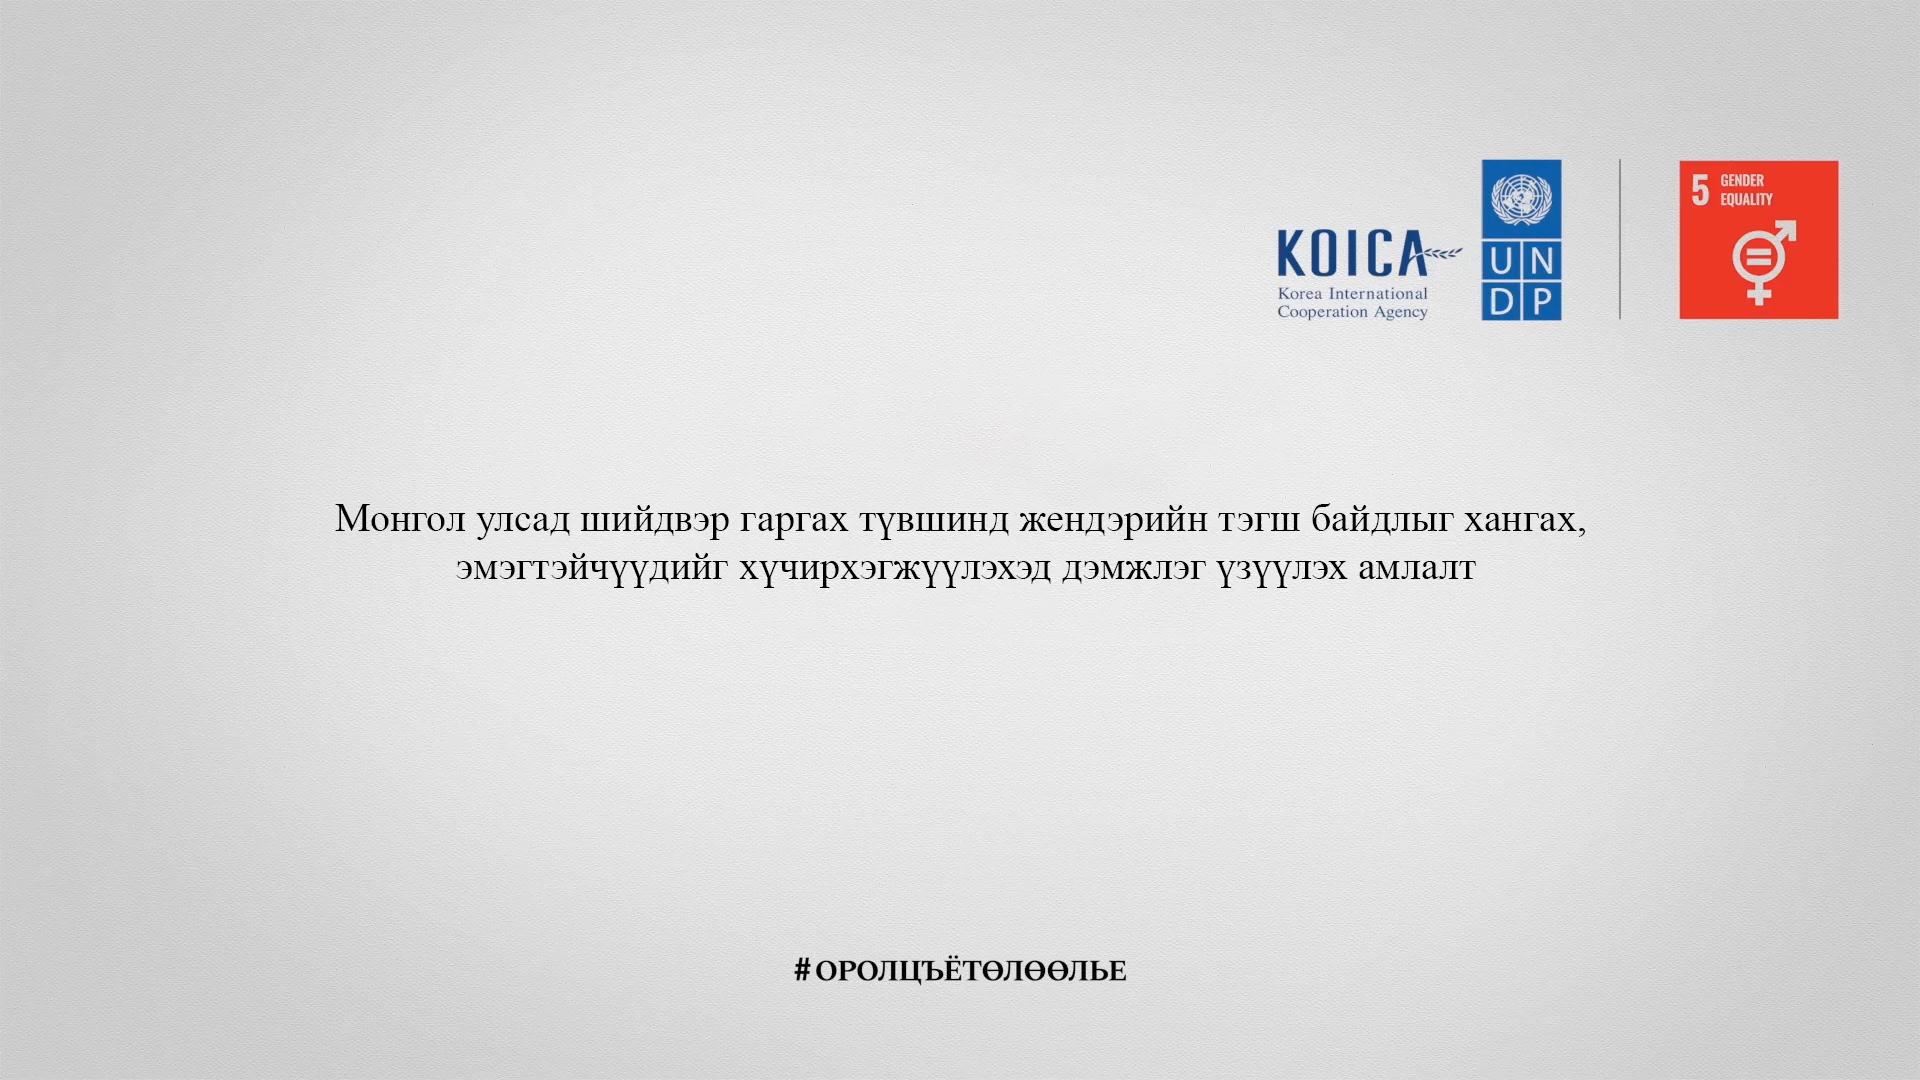 KOICA
Korea International
Cooperation Agency
UN
DP
5 GENDER
EQUALITY
Монгол улсад шийдвэр гаргах түвшинд жендэрийн тэгш байдлыг хангах,
эмэгтэйчүүдийг хүчирхэгжүүлэхэд дэмжлэг үзүүлэх амлалт
#ОРОЛЦЪЁТӨЛӨӨЛЬЕ